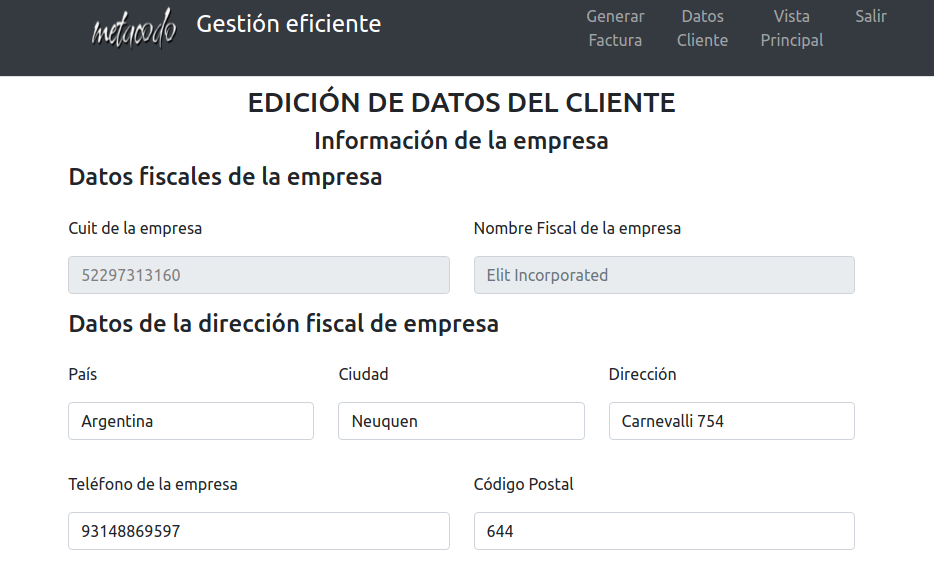 metacodo Gestión eficiente
Generar Factura
Datos Cliente
Vista Principal
Salir
EDICIÓN DE DATOS DEL CLIENTE
Información de la empresa
Datos fiscales de la empresa
Cuit de la empresa
Nombre Fiscal de la empresa
52297313160
Elit Incorporated
Datos de la dirección fiscal de empresa
País
Ciudad
Dirección
Argentina
Neuquen
Carnevalli 754
Teléfono de la empresa
Código Postal
93148869597
644